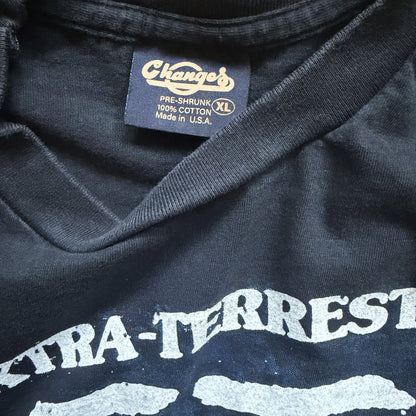 Changes
PRE-SHRUNK
100% COTTON
Made in U.S.A.
XL
XTRA-TERREST